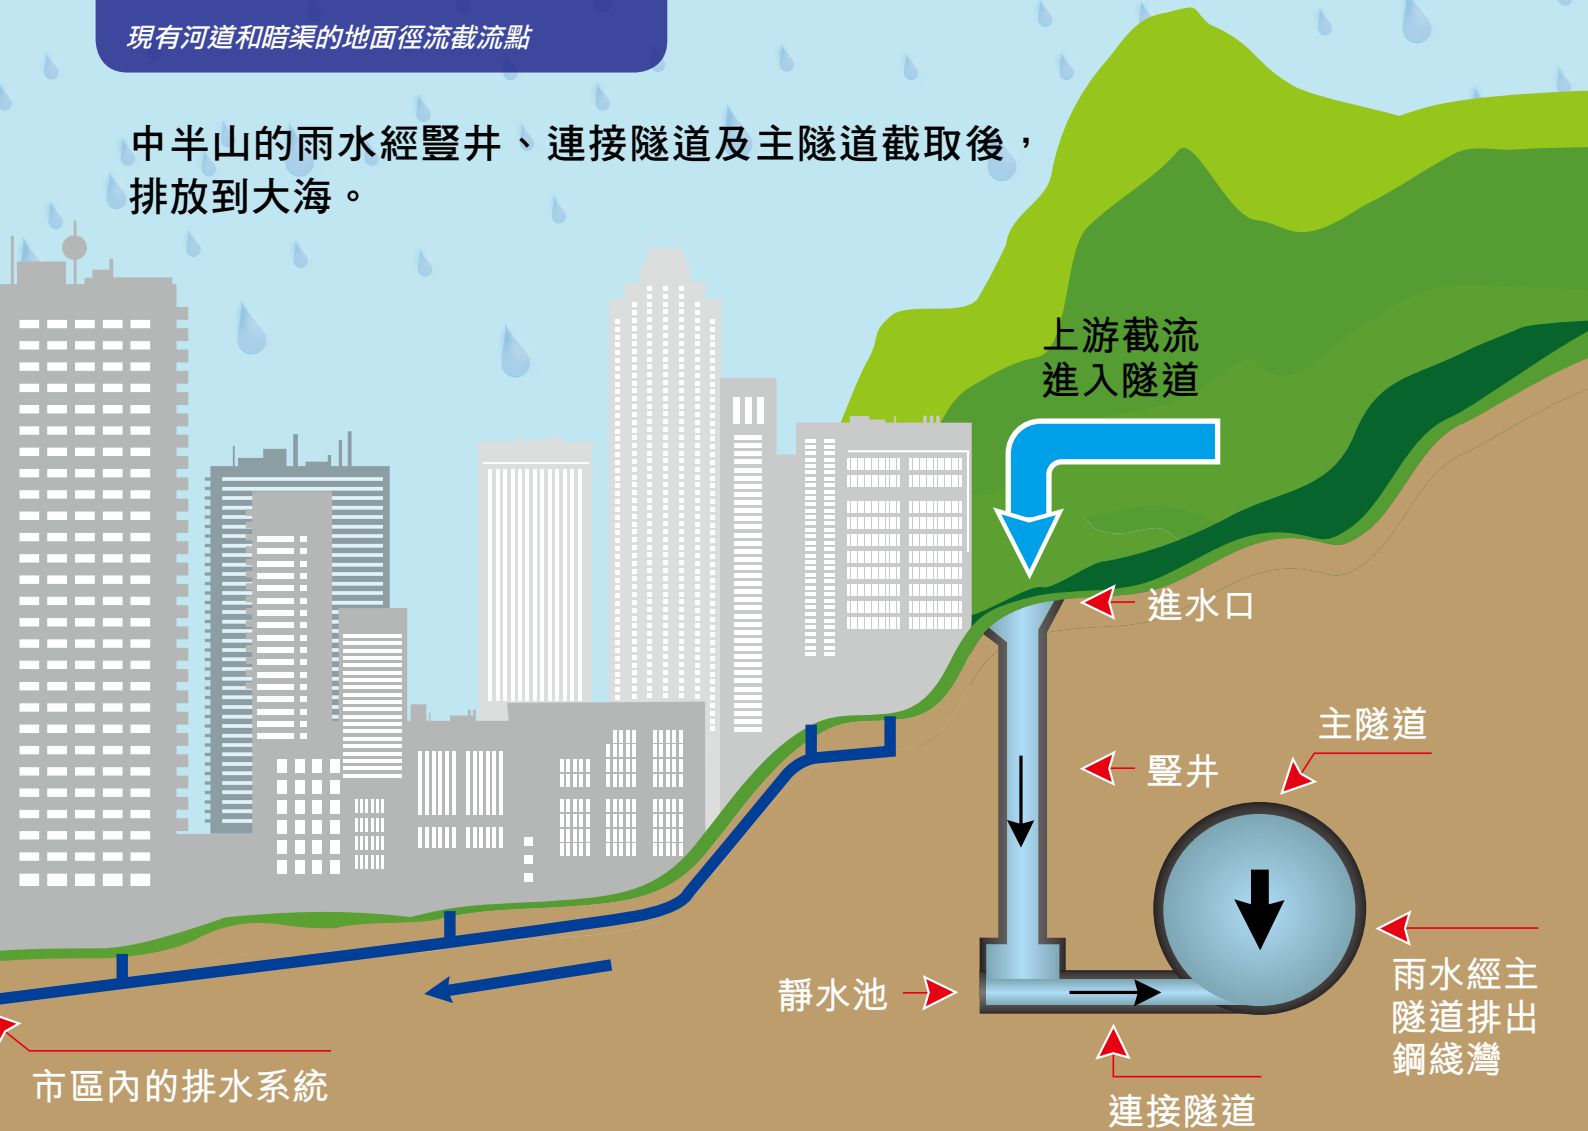 現有河道和暗渠的地面徑流截流點
中半山的雨水經豎井、連接隧道及主隧道截取後，
排放到大海。
上游截流
進入隧道
進水口
主隧道
豎井
靜水池
雨水經主
隧道排出
鋼綫灣
市區內的排水系統
連接隧道